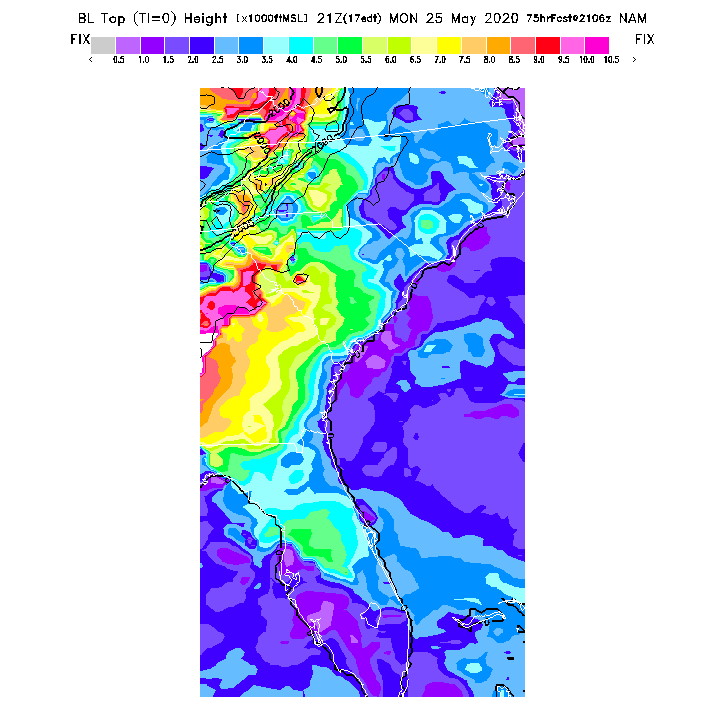 BL Top (TI=0) Height [x1000ftMSL] 21Z(17edt) MON 25 May 2020 75hrFcst@2106z NAM
FIX FIX
< 0.5 1.0 1.5 2.0 2.5 3.0 3.5 4.0 4.5 5.0 5.5 6.0 6.5 7.0 7.5 8.0 8.5 9.0 9.5 10.0 10.5 >